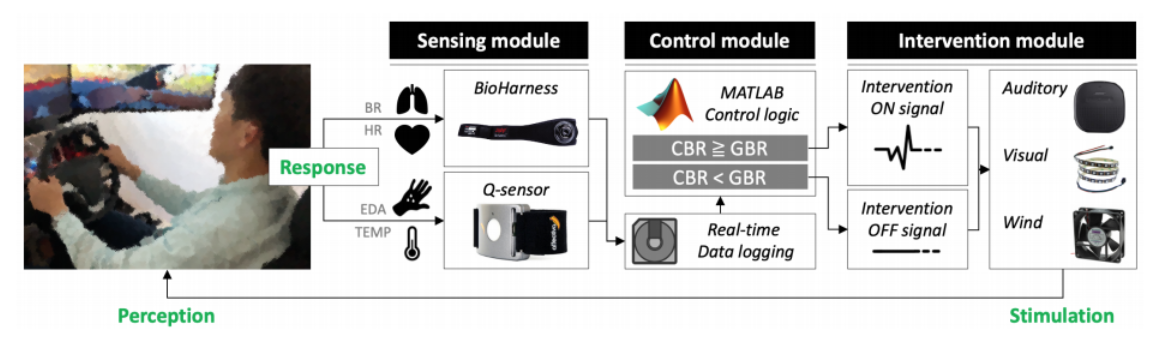 Sensing module
Control module
Intervention module
BioHarness
BR
HR
Response
Q-sensor
EDA
TEMP
MATLAB
Control logic
CBR ≧ GBR
CBR < GBR
Real-time
Data logging
Intervention
ON signal
Intervention
OFF signal
Auditory
Visual
Wind
Perception
Stimulation